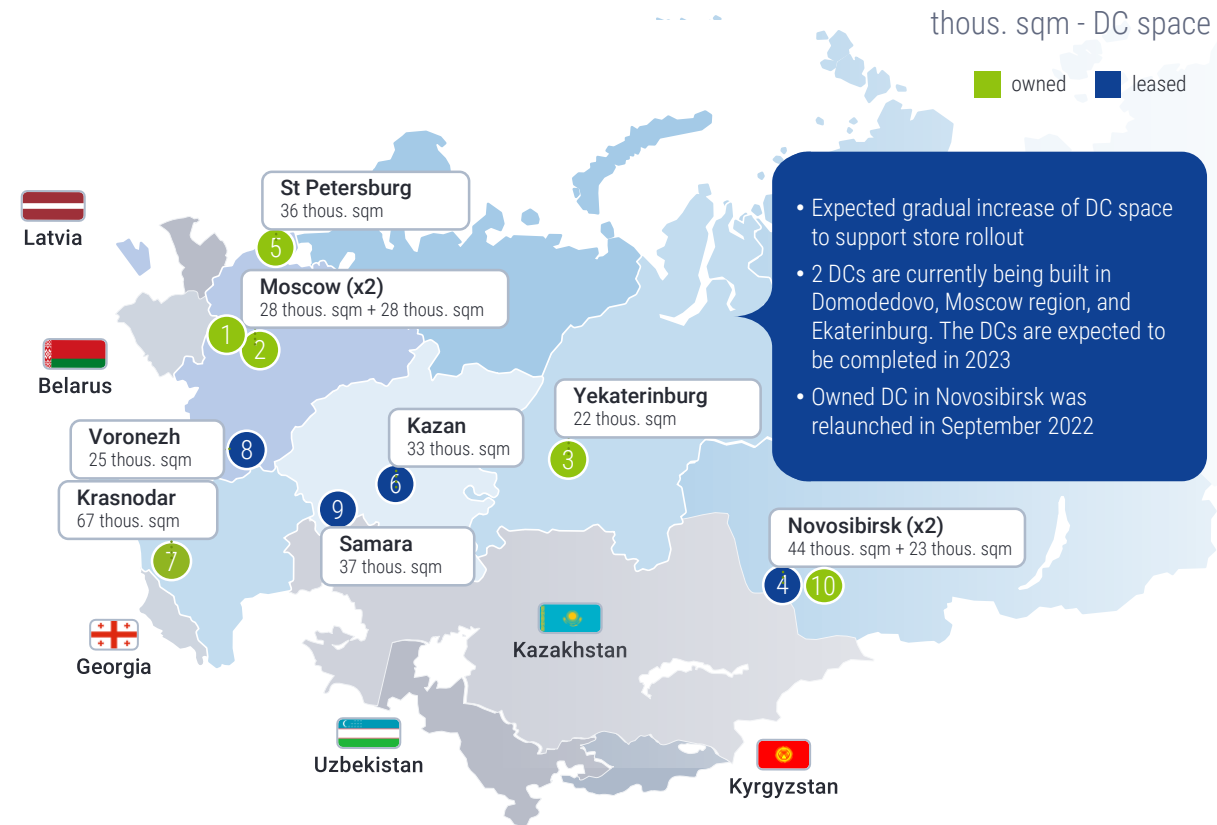 thous. sqm - DC space
owned
leased
• Expected gradual increase of DC space
to support store rollout
• 2 DCs are currently being built in
Domodedovo, Moscow region, and
Ekaterinburg. The DCs are expected to
be completed in 2023
• Owned DC in Novosibirsk was
relaunched in September 2022
Latvia
St Petersburg
36 thous. sqm
5
Moscow (x2)
28 thous. sqm + 28 thous. sqm
1
2
Belarus
Yekaterinburg
22 thous. sqm
3
Kazan
33 thous. sqm
6
Voronezh
25 thous. sqm
8
Krasnodar
67 thous. sqm
7
9
Samara
37 thous. sqm
Novosibirsk (x2)
44 thous. sqm + 23 thous. sqm
4
10
Georgia
Kazakhstan
Uzbekistan
Kyrgyzstan